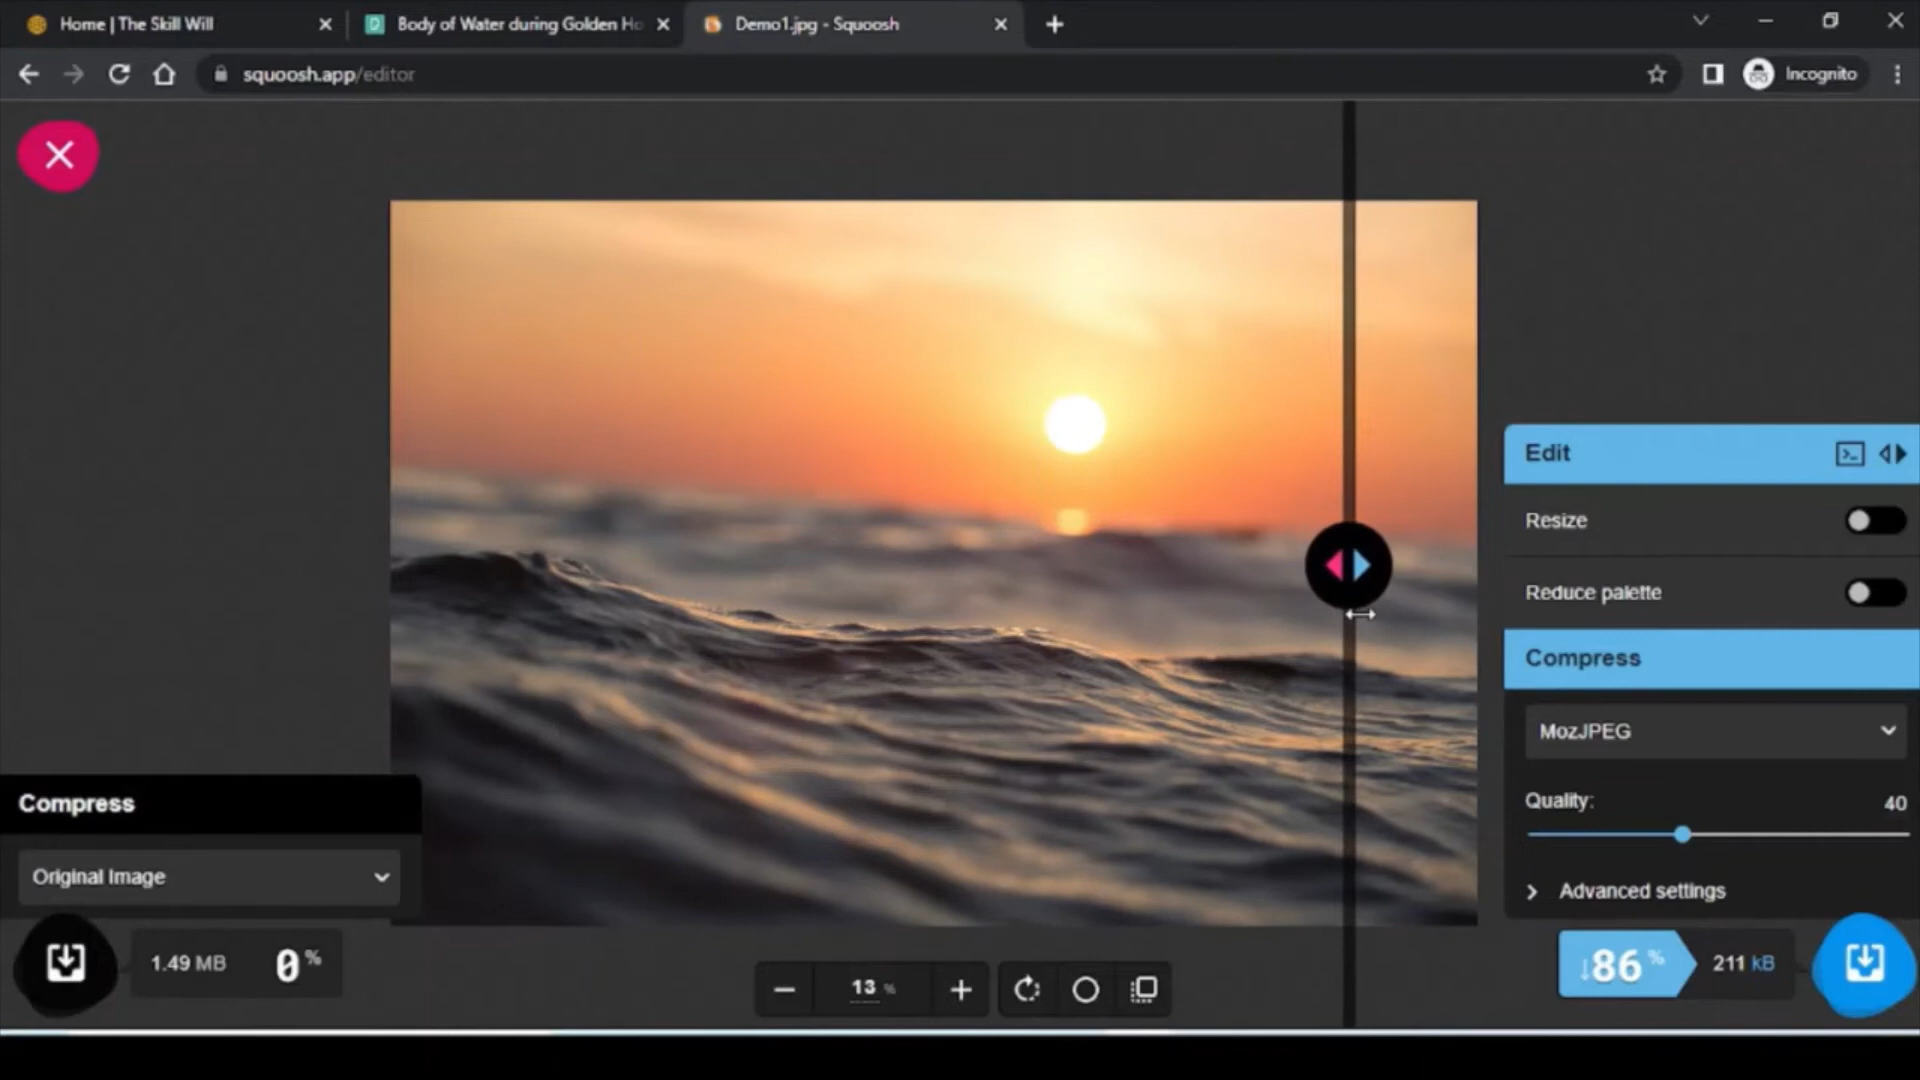 Home | The Skill Will
Body of Water during Golden Ho
Demo1.jpg - Squoosh
squoosh.app/editor
Incognito
Edit
Resize
Reduce palette
Compress
MozJPEG
Quality:
40
Advanced settings
Compress
Original Image
1.49 MB
0 %
13 %
↓86 %
211 kB